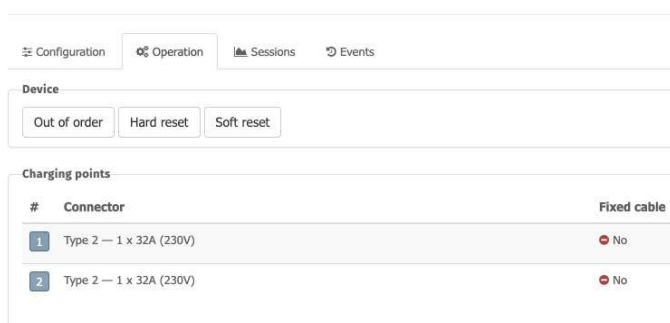 Configuration Operation Sessions Events
Device
Out of order Hard reset Soft reset
Charging points
# Connector Fixed cable
1 Type 2 — 1 x 32A (230V) No
2 Type 2 — 1 x 32A (230V) No